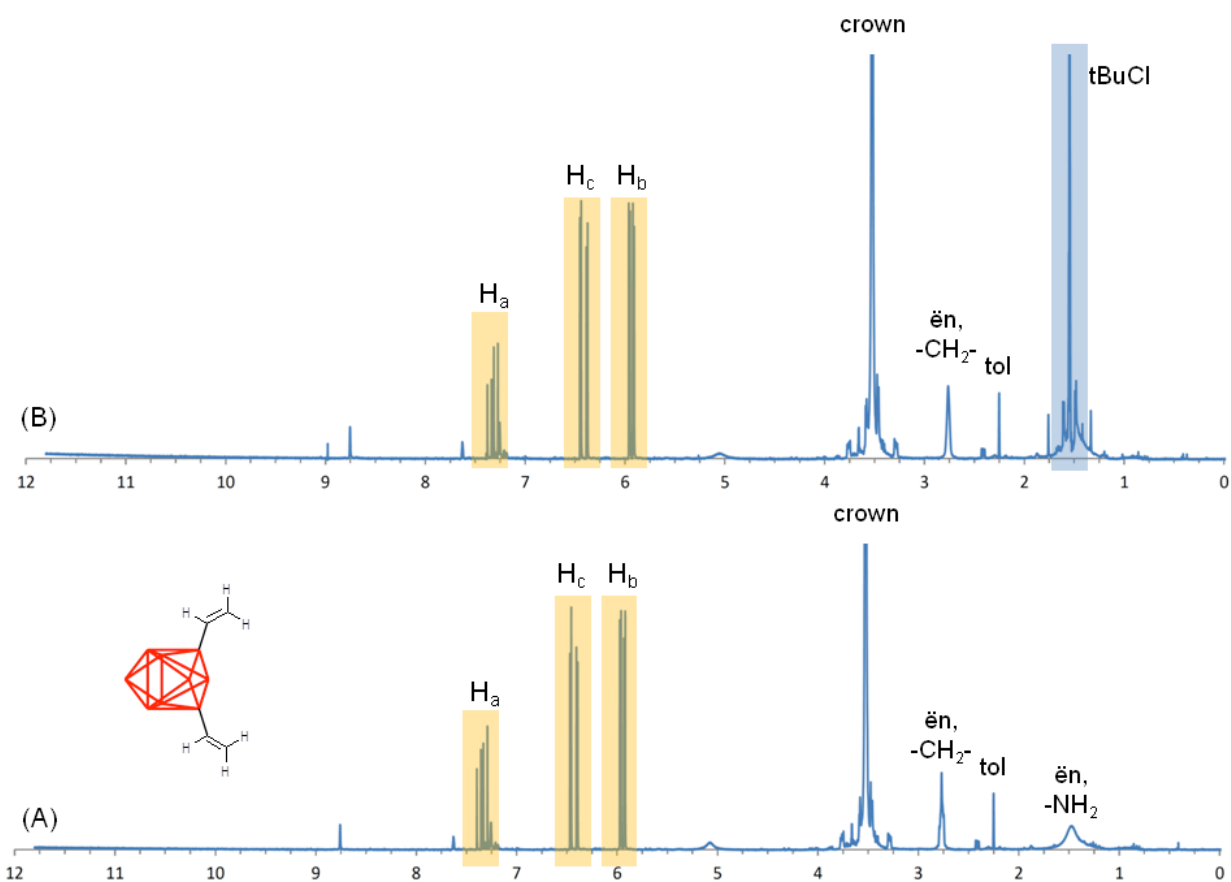 crown
tBuCl
Hc
Hb
Ha
ën,
-CH2-
tol
(B)
12 11 10 9 8 7 6 5 4 3 2 1 0
crown
Hc
Hb
H H
H
Ha
ën,
-CH2-
tol
ën,
-NH2
H H
H
(A)
12 11 10 9 8 7 6 5 4 3 2 1 0